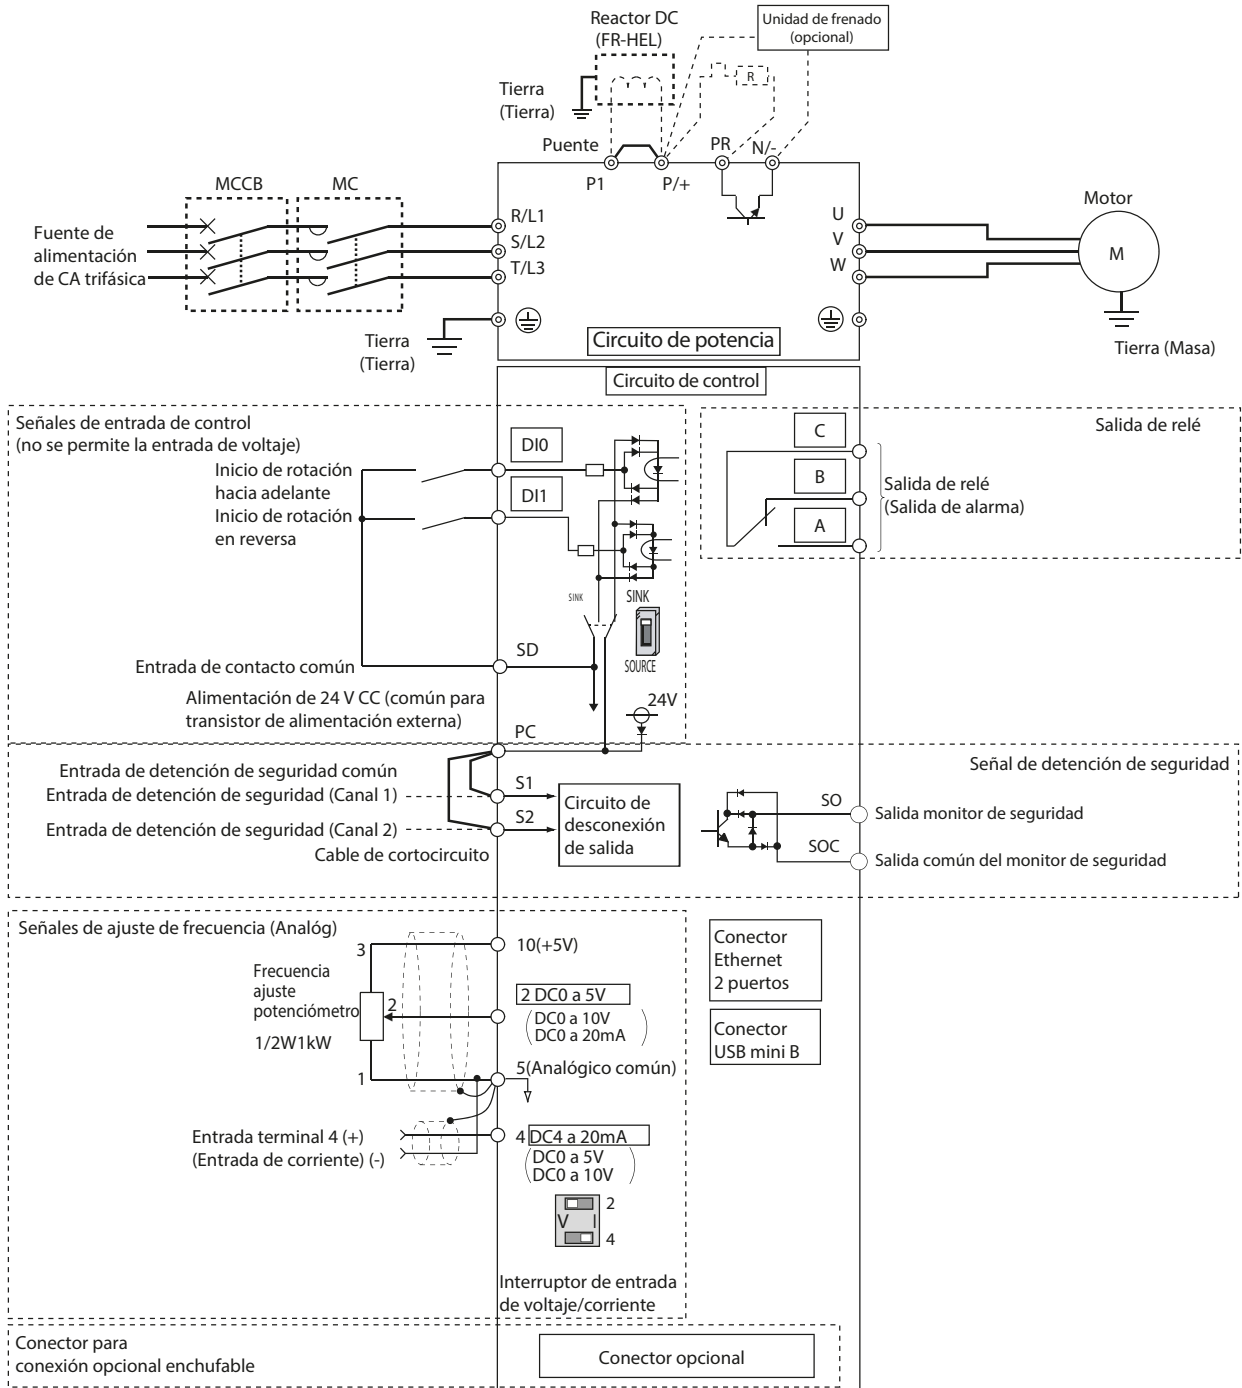 Reactor DC
(FR-HEL)
Unidad de frenado
(opcional)
R
Tierra
(Tierra)
Puente
PR
N/-
P1
P/+
MCCB
MC
Motor
R/L1
S/L2
T/L3
U
V
W
M
Fuente de
alimentación
de CA trifásica
Tierra
(Tierra)
Circuito de potencia
Tierra (Masa)
Circuito de control
Señales de entrada de control
(no se permite la entrada de voltaje)
Inicio de rotación
hacia adelante
Inicio de rotación
en reversa
DI0
DI1
SINK
SINK
SOURCE
C
B
A
Salida de relé
Salida de relé
(Salida de alarma)
Entrada de contacto común
SD
Alimentación de 24 V CC (común para
transistor de alimentación externa)
24V
PC
Entrada de detención de seguridad común
Entrada de detención de seguridad (Canal 1)
Entrada de detención de seguridad (Canal 2)
Cable de cortocircuito
S1
S2
Circuito de
desconexión
de salida
Señal de detención de seguridad
SO
Salida monitor de seguridad
SOC
Salida común del monitor de seguridad
Señales de ajuste de frecuencia (Analóg)
3
10(+5V)
Frecuencia
ajuste
potenciómetro
2
1/2W1kW
2 DC0 a 5V
(DC0 a 10V
DC0 a 20mA)
1
5(Analógico común)
Entrada terminal 4 (+)
(Entrada de corriente) (-)
4 DC4 a 20mA
(DC0 a 5V
DC0 a 10V)
2
V I
4
Interruptor de entrada
de voltaje/corriente
Conector
Ethernet
2 puertos
Conector
USB mini B
Conector para
conexión opcional enchufable
Conector opcional